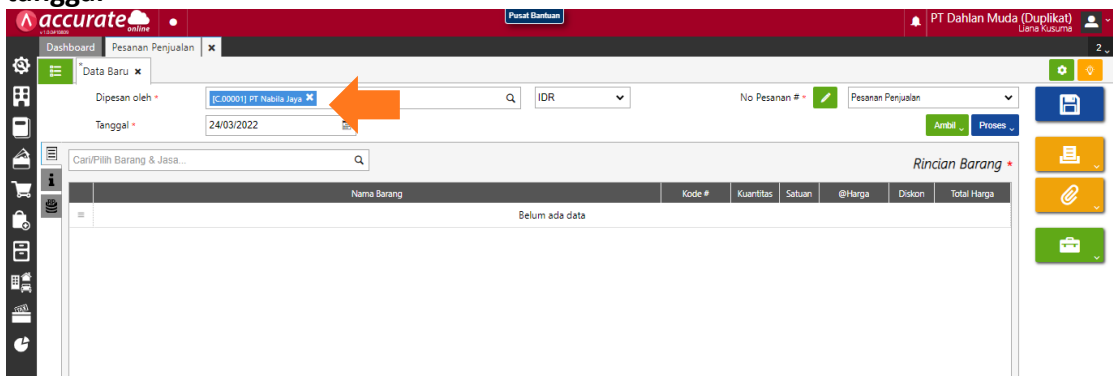 tanggal
accurate online
Pusat Bantuan
PT Dahlan Muda (Duplikat)
Liana Kusuma
Dashboard
Pesanan Penjualan
2
*Data Baru
Dipesan oleh *
[C.00001] PT Nabila Jaya
IDR
No Pesanan # *
Pesanan Penjualan
Tanggal *
24/03/2022
Ambil
Proses
Cari/Pilih Barang & Jasa...
Rincian Barang *
Nama Barang
Kode #
Kuantitas
Satuan
@Harga
Diskon
Total Harga
Belum ada data